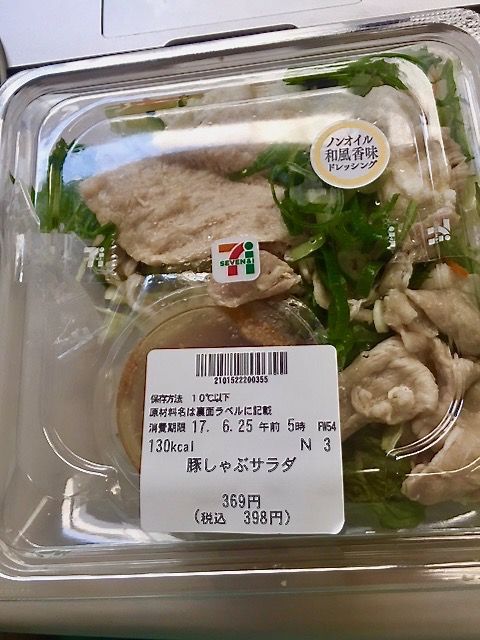 ノンオイル
和風香味
ドレッシング
SEVEN&i
2101522200355
保存方法 10℃以下
原材料名は裏面ラベルに記載
消費期限 17. 6.25 午前 5時 FW54
130kcal N 3
豚しゃぶサラダ
369円
(税込 398円)